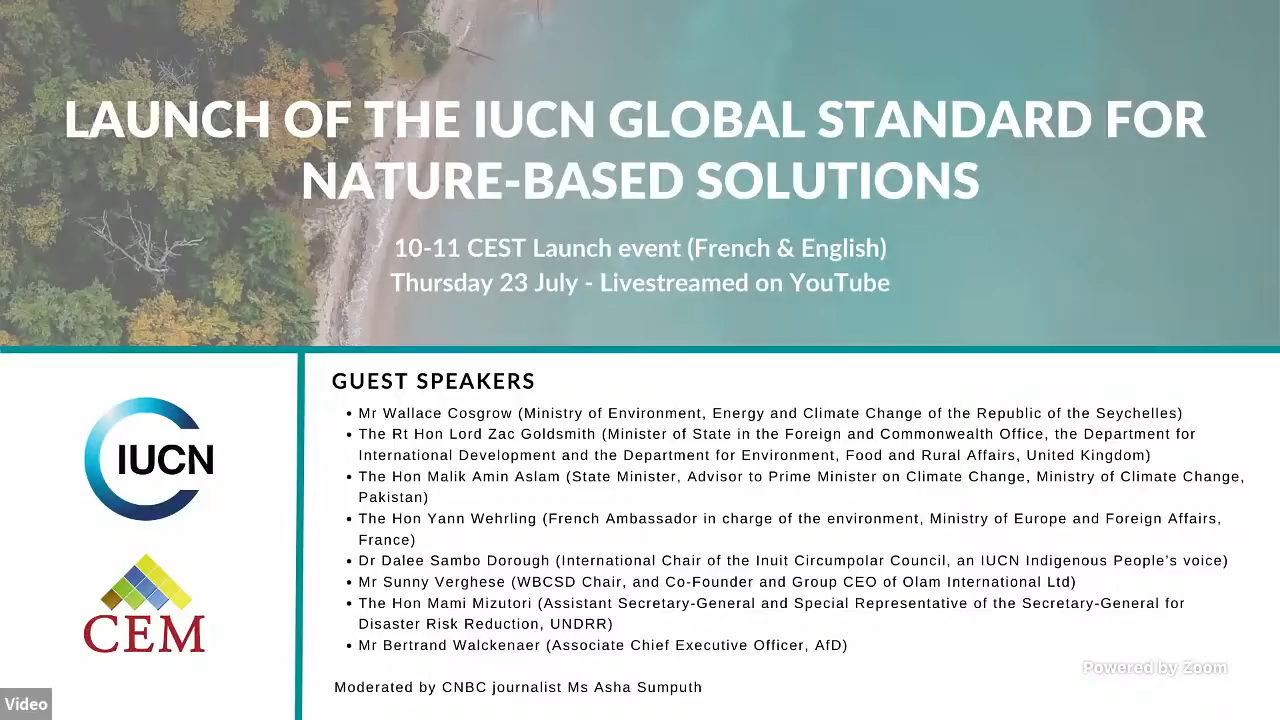 LAUNCH OF THE IUCN GLOBAL STANDARD FOR
NATURE-BASED SOLUTIONS
10-11 CEST Launch event (French & English)
Thursday 23 July - Livestreamed on YouTube
IUCN
CEM
GUEST SPEAKERS
• Mr Wallace Cosgrow (Ministry of Environment, Energy and Climate Change of the Republic of the Seychelles)
• The Rt Hon Lord Zac Goldsmith (Minister of State in the Foreign and Commonwealth Office, the Department for
International Development and the Department for Environment, Food and Rural Affairs, United Kingdom)
• The Hon Malik Amin Aslam (State Minister, Advisor to Prime Minister on Climate Change, Ministry of Climate Change,
Pakistan)
• The Hon Yann Wehrling (French Ambassador in charge of the environment, Ministry of Europe and Foreign Affairs,
France)
• Dr Dalee Sambo Dorough (International Chair of the Inuit Circumpolar Council, an IUCN Indigenous People's voice)
• Mr Sunny Verghese (WBCSD Chair, and Co-Founder and Group CEO of Olam International Ltd)
• The Hon Mami Mizutori (Assistant Secretary-General and Special Representative of the Secretary-General for
Disaster Risk Reduction, UNDRR)
• Mr Bertrand Walckenaer (Associate Chief Executive Officer, AfD)
Moderated by CNBC journalist Ms Asha Sumputh
Powered by Zoom
Video